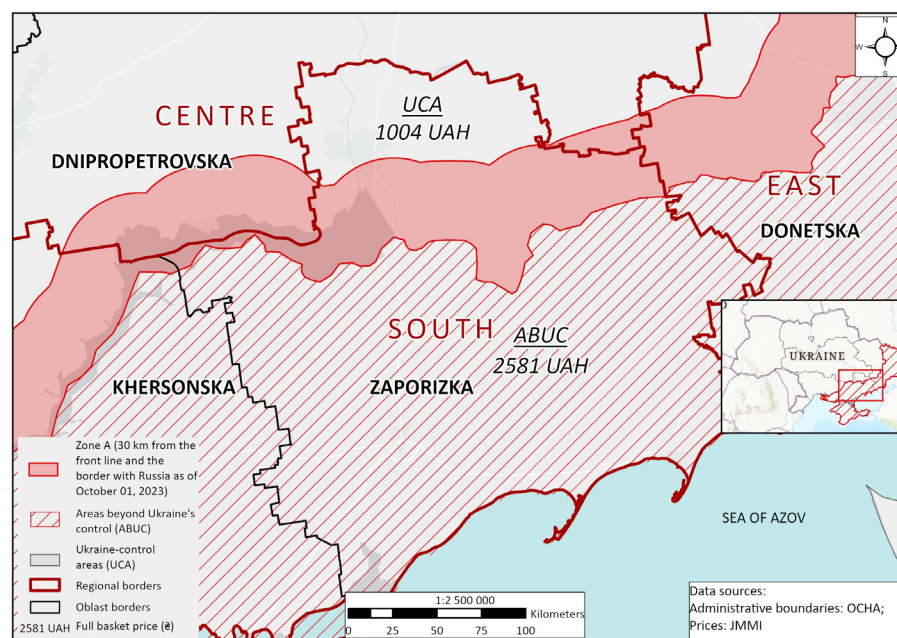 N
W
S
CENTRE
UCA
1004 UAH
DNIPROPETROVSKA
EAST
DONETSKA
SOUTH
ABUC
2581 UAH
KHERSONSKA
ZAPORIZKA
UKRAINE
SEA OF AZOV
Zone A (30 km from the
front line and the
border with Russia as of
October 01, 2023)
Areas beyond Ukraine's
control (ABUC)
Ukraine-control
areas (UCA)
Regional borders
Oblast borders
2581 UAH Full basket price (₴)
1:2 500 000
Kilometers
0 25 50 75 100
Data sources:
Administrative boundaries: OCHA;
Prices: JMMI